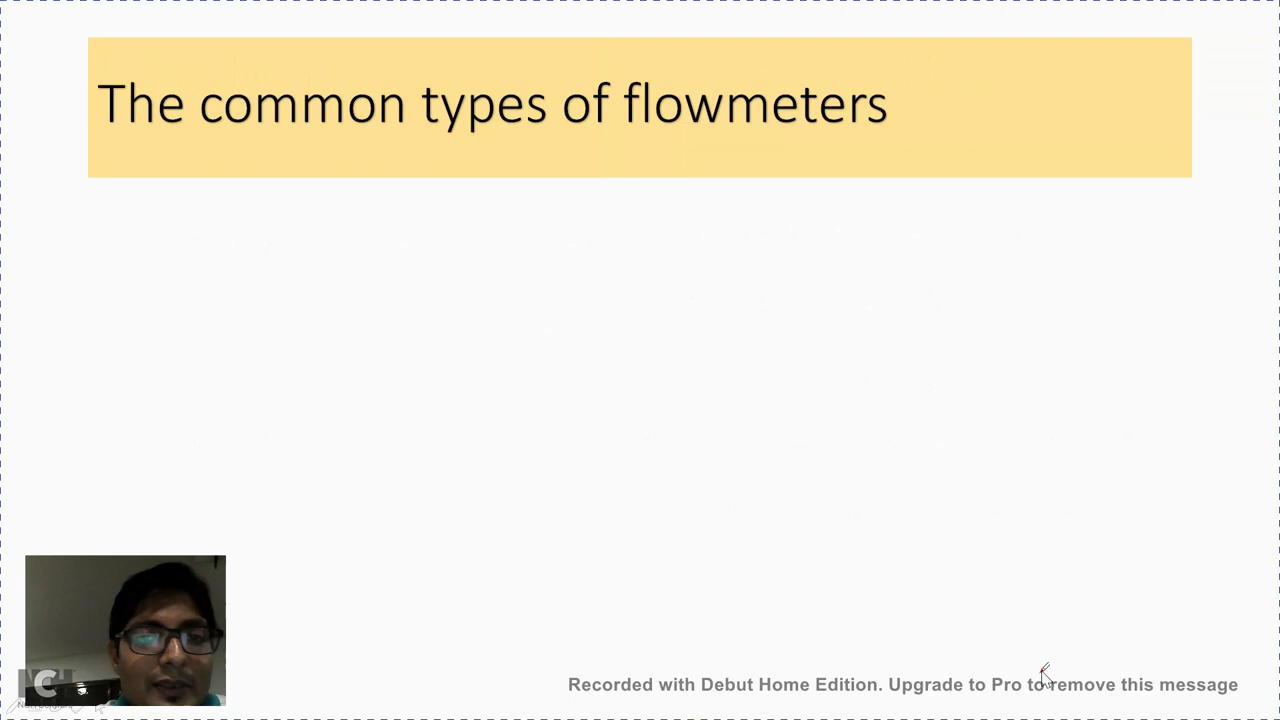 The common types of flowmeters
Recorded with Debut Home Edition. Upgrade to Pro to remove this message